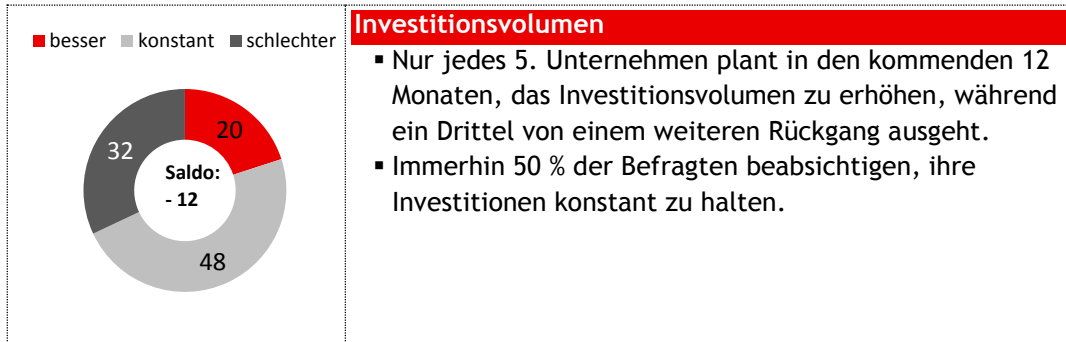 besser konstant schlechter
20
32
Saldo:
- 12
48
Investitionsvolumen
▪ Nur jedes 5. Unternehmen plant in den kommenden 12
Monaten, das Investitionsvolumen zu erhöhen, während
ein Drittel von einem weiteren Rückgang ausgeht.
▪ Immerhin 50 % der Befragten beabsichtigen, ihre
Investitionen konstant zu halten.